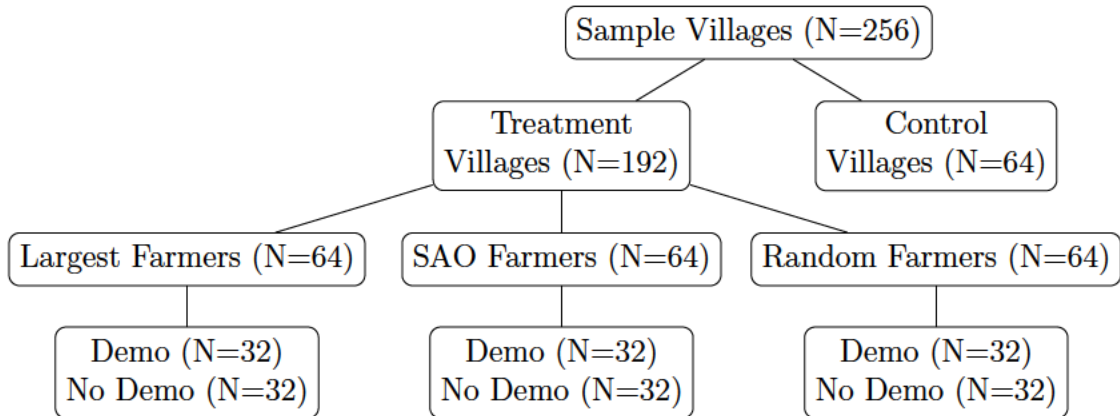 Sample Villages (N=256)
Treatment
Villages (N=192)
Control
Villages (N=64)
Largest Farmers (N=64)
SAO Farmers (N=64)
Random Farmers (N=64)
Demo (N=32)
No Demo (N=32)
Demo (N=32)
No Demo (N=32)
Demo (N=32)
No Demo (N=32)